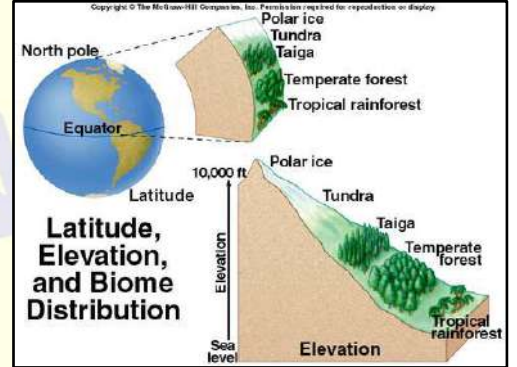 Copyright © The McGraw-Hill Companies, Inc. Permission required for reproduction or display.
Polar ice
Tundra
Taiga
Temperate forest
Tropical rainforest
North pole
Equator
Latitude
Latitude,
Elevation,
and Biome
Distribution
10,000 ft
Elevation
Sea
level
Polar ice
Tundra
Taiga
Temperate
forest
Tropical
rainforest
Elevation